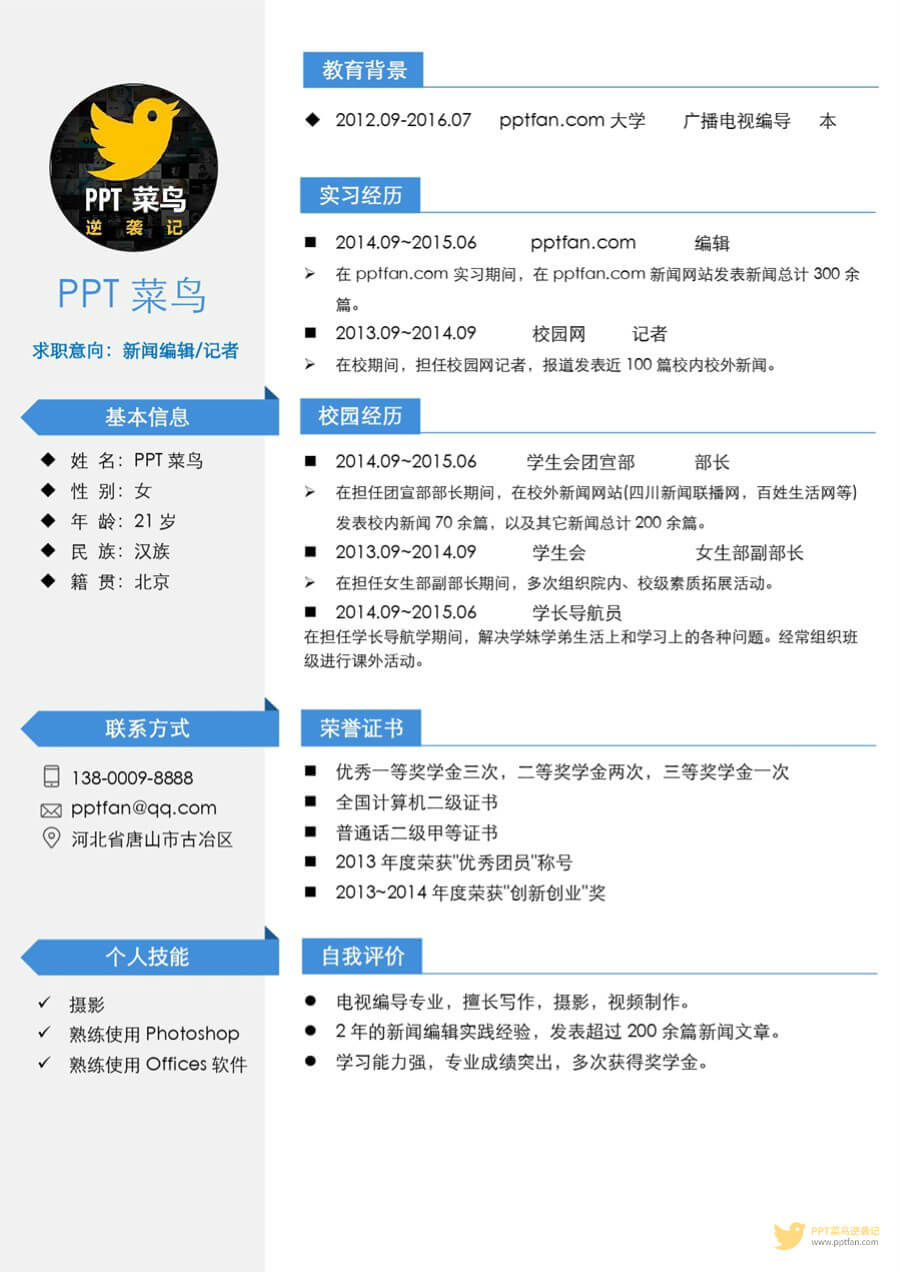 PPT 菜鸟
逆 袭 记
PPT 菜鸟
求职意向：新闻编辑/记者
基本信息
姓 名：PPT 菜鸟
性 别：女
年 龄：21 岁
民 族：汉族
籍 贯：北京
联系方式
138-0009-8888
pptfan@qq.com
河北省唐山市古冶区
个人技能
摄影
熟练使用 Photoshop
熟练使用 Offices 软件
教育背景
2012.09-2016.07 pptfan.com 大学 广播电视编导 本
实习经历
2014.09~2015.06 pptfan.com 编辑
在 pptfan.com 实习期间，在 pptfan.com 新闻网站发表新闻总计 300 余
篇。
2013.09~2014.09 校园网 记者
在校期间，担任校园网记者，报道发表近 100 篇校内校外新闻。
校园经历
2014.09~2015.06 学生会团宣部 部长
在担任团宣部部长期间，在校外新闻网站(四川新闻联播网，百姓生活网等)
发表校内新闻 70 余篇，以及其它新闻总计 200 余篇。
2013.09~2014.09 学生会 女生部副部长
在担任女生部副部长期间，多次组织院内、校级素质拓展活动。
2014.09~2015.06 学长导航员
在担任学长导航学期间，解决学妹学弟生活上和学习上的各种问题。经常组织班
级进行课外活动。
荣誉证书
优秀一等奖学金三次，二等奖学金两次，三等奖学金一次
全国计算机二级证书
普通话二级甲等证书
2013 年度荣获"优秀团员"称号
2013~2014 年度荣获"创新创业"奖
自我评价
电视编导专业，擅长写作，摄影，视频制作。
2 年的新闻编辑实践经验，发表超过 200 余篇新闻文章。
学习能力强，专业成绩突出，多次获得奖学金。
PPT菜鸟逆袭记
www.pptfan.com